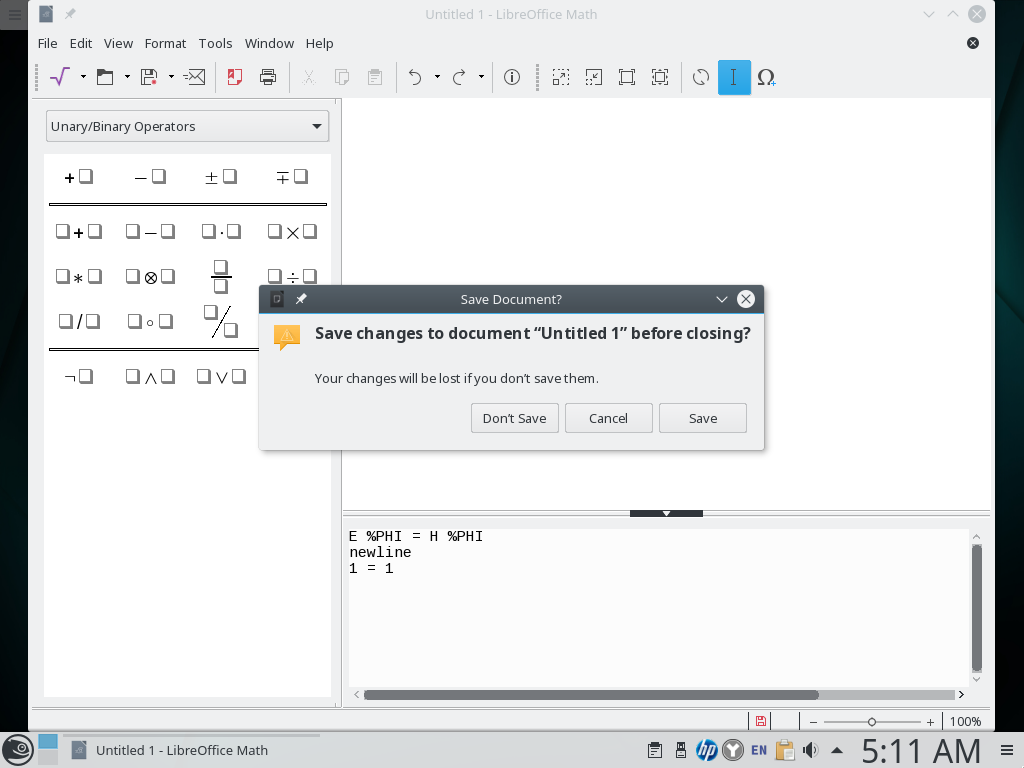 Untitled 1 - LibreOffice Math
File Edit View Format Tools Window Help
Unary/Binary Operators
+❏ −❏ ±❏ ∓❏
❏+❏ ❏−❏ ❏·❏ ❏×❏
❏∗❏ ❏⊗❏ ❏/❏ ❏÷❏
❏/❏ ❏∘❏ ❏/❏
¬❏ ❏∧❏ ❏∨❏
Save Document?
Save changes to document “Untitled 1” before closing?
Your changes will be lost if you don’t save them.
Don’t Save Cancel Save
E %PHI = H %PHI
newline
1 = 1
100%
Untitled 1 - LibreOffice Math
hp
EN
5:11 AM